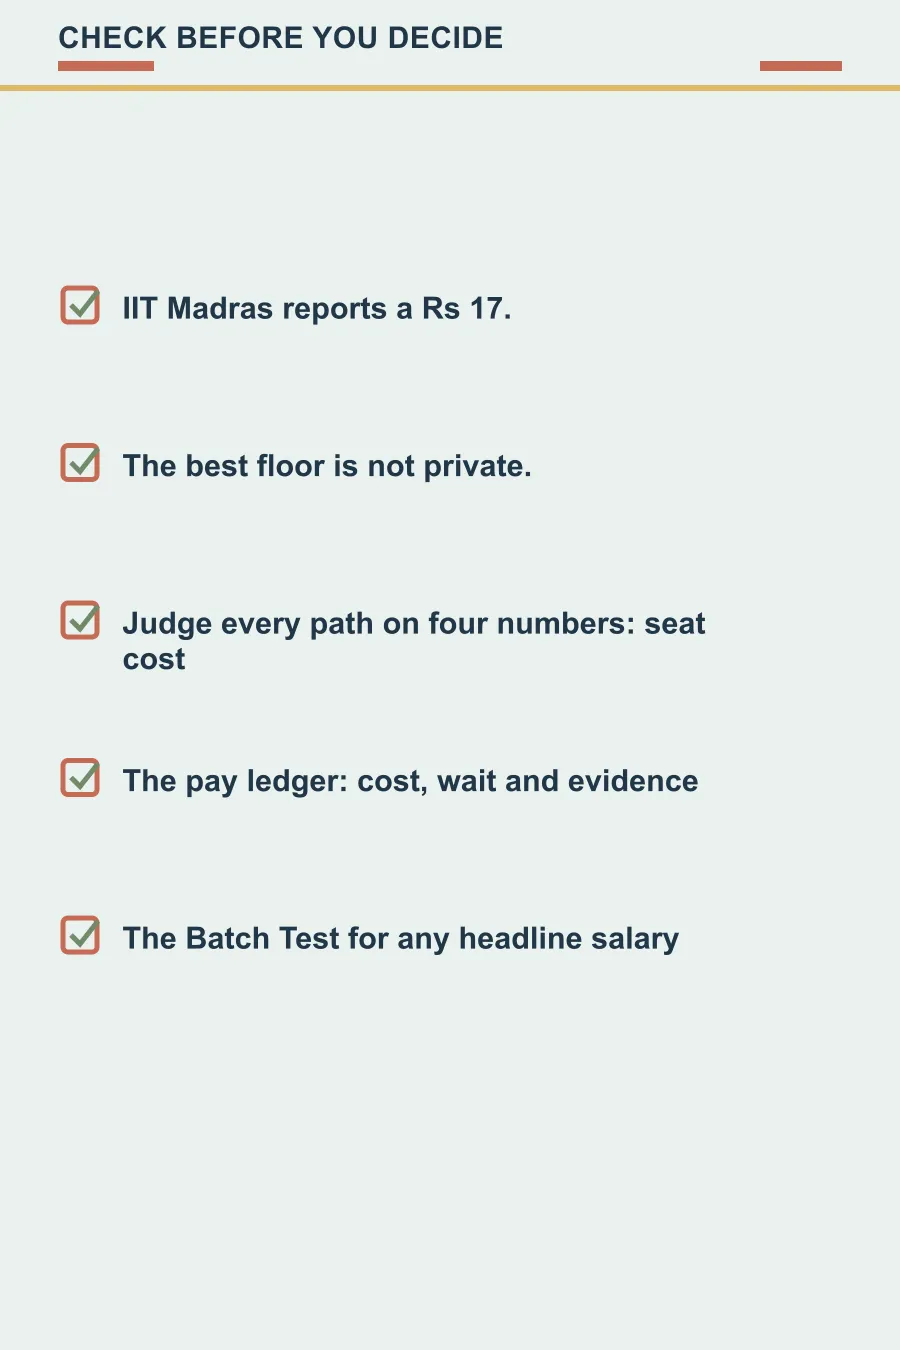 CHECK BEFORE YOU DECIDE
IIT Madras reports a Rs 17.
The best floor is not private.
Judge every path on four numbers: seat
cost
The pay ledger: cost, wait and evidence
The Batch Test for any headline salary